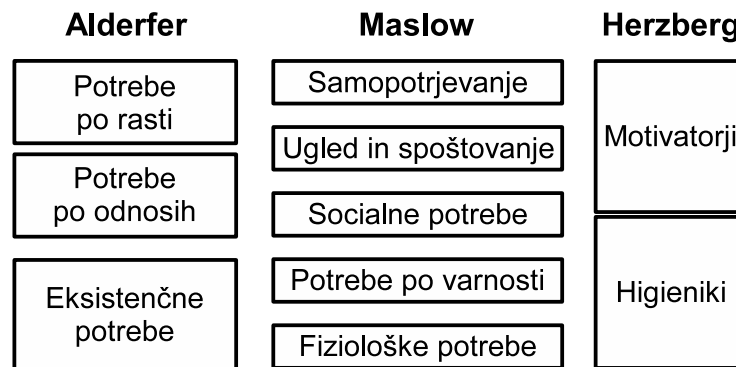 Alderfer
Maslow
Herzberg
Potrebe
po rasti
Potrebe
po odnosih
Eksistenčne
potrebe
Samopotrjevanje
Ugled in spoštovanje
Socialne potrebe
Potrebe po varnosti
Fiziološke potrebe
Motivatorji
Higieniki